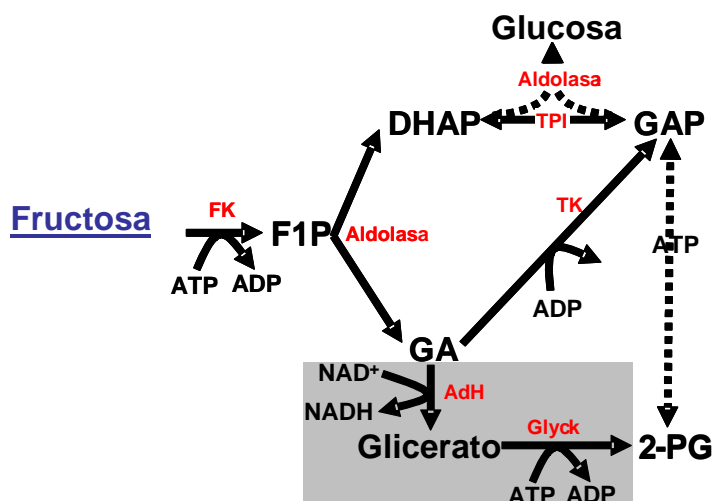 Glucosa
Aldolasa
DHAP
TPI
GAP
Fructosa
FK
F1P
Aldolasa
TK
ATP
ATP
ADP
ADP
GA
NAD+
AdH
NADH
Glicerato
Glyck
2-PG
ATP
ADP